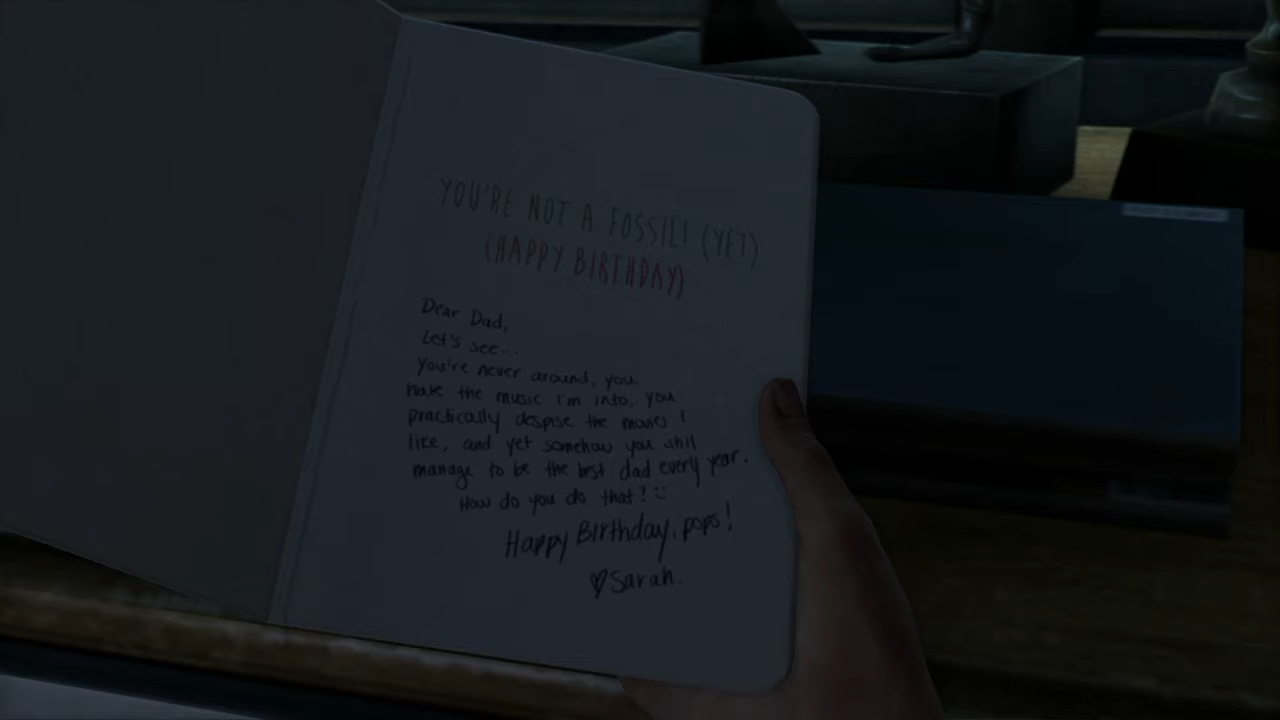 YOU'RE NOT A FOSSIL! (YET)
(HAPPY BIRTHDAY)
Dear Dad,
Let's see...
You're never around, you
hate the music I'm into, you
practically despise the movies I
like, and yet somehow you still
manage to be the best dad every year.
How do you do that? :)
Happy Birthday, pops!
♡Sarah.